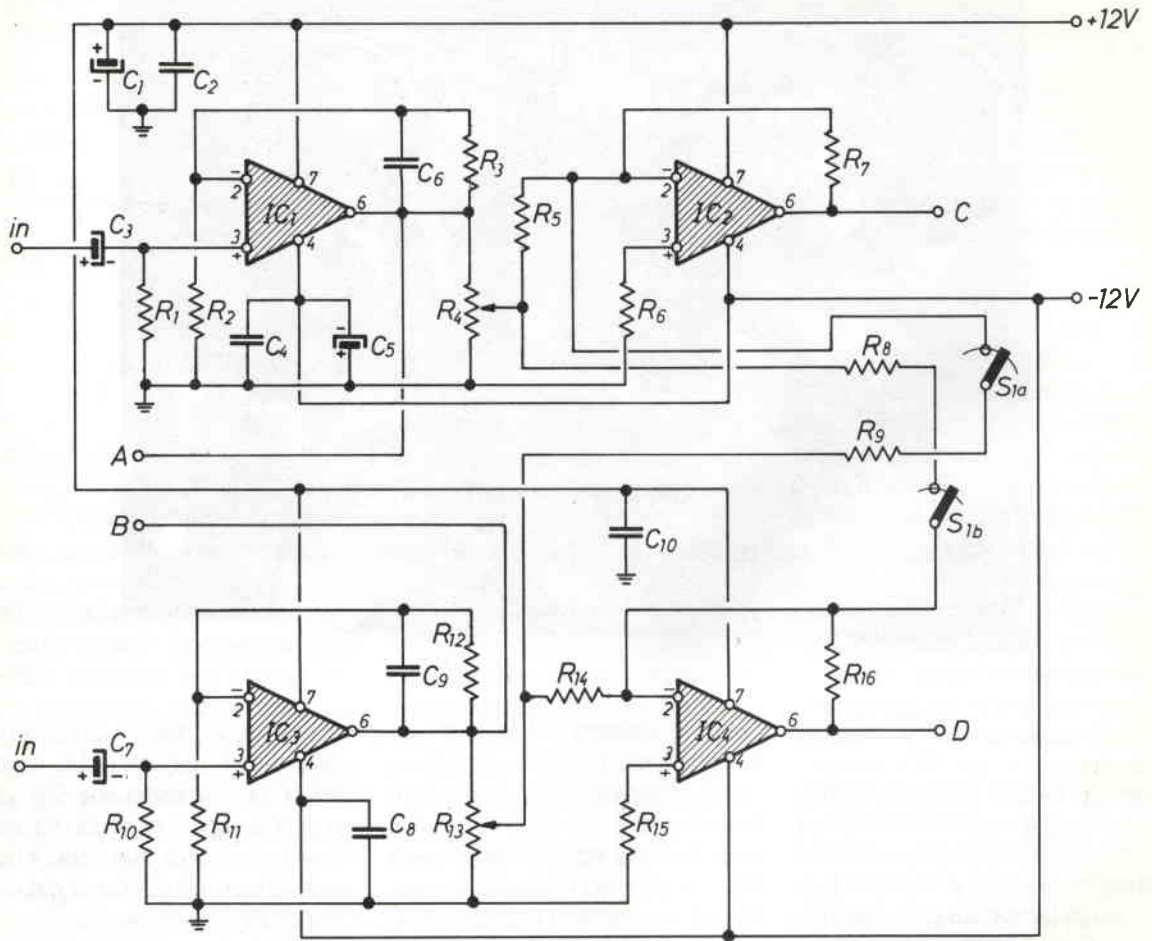 +12V
+
-
C1
C2
R3
C6
R7
-
2
7
IC1
6
3
+
4
-
2
7
IC2
6
3
+
4
C
R5
in
C3
+
-
R1
R2
C4
-
+
C5
R4
R6
-12V
R8
S1a
A
R9
B
C10
S1b
R12
C9
R14
R16
-
2
7
IC3
6
3
+
4
-
2
7
IC4
6
3
+
4
D
in
C7
+
-
R10
R11
C8
R13
R15